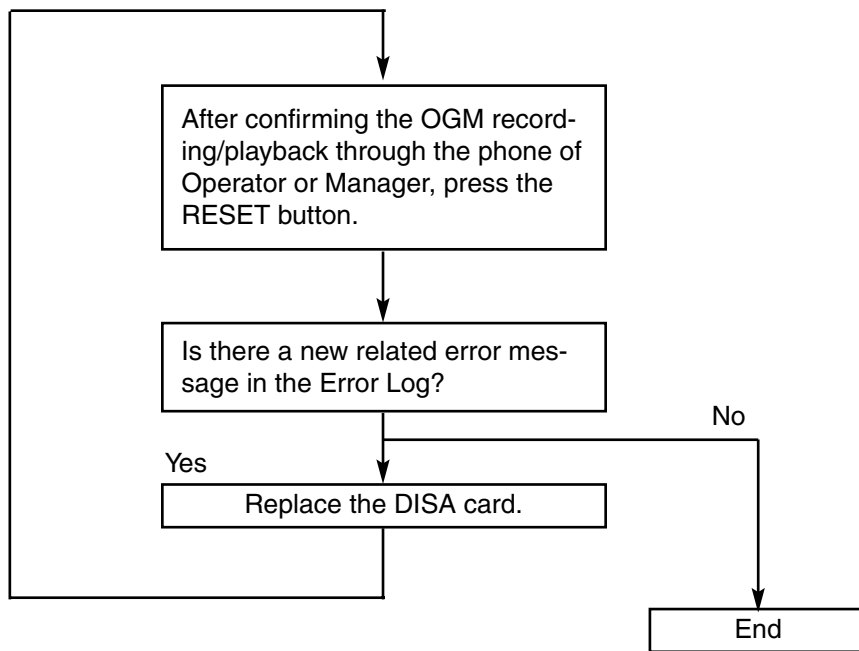 After confirming the OGM record-
ing/playback through the phone of
Operator or Manager, press the
RESET button.
Is there a new related error mes-
sage in the Error Log?
No
Yes
Replace the DISA card.
End